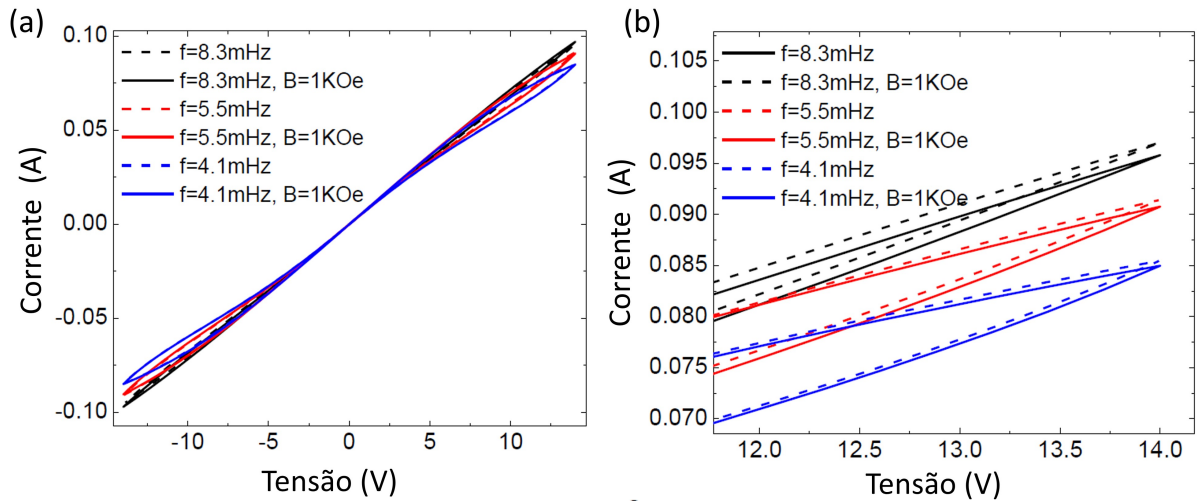 (a)
0.10
0.05
0.00
-0.05
-0.10
Corrente (A)
f=8.3mHz
f=8.3mHz, B=1KOe
f=5.5mHz
f=5.5mHz, B=1KOe
f=4.1mHz
f=4.1mHz, B=1KOe
-10 -5 0 5 10
Tensão (V)
(b)
0.105
0.100
0.095
0.090
0.085
0.080
0.075
0.070
Corrente (A)
f=8.3mHz
f=8.3mHz, B=1KOe
f=5.5mHz
f=5.5mHz, B=1KOe
f=4.1mHz
f=4.1mHz, B=1KOe
12.0 12.5 13.0 13.5 14.0
Tensão (V)